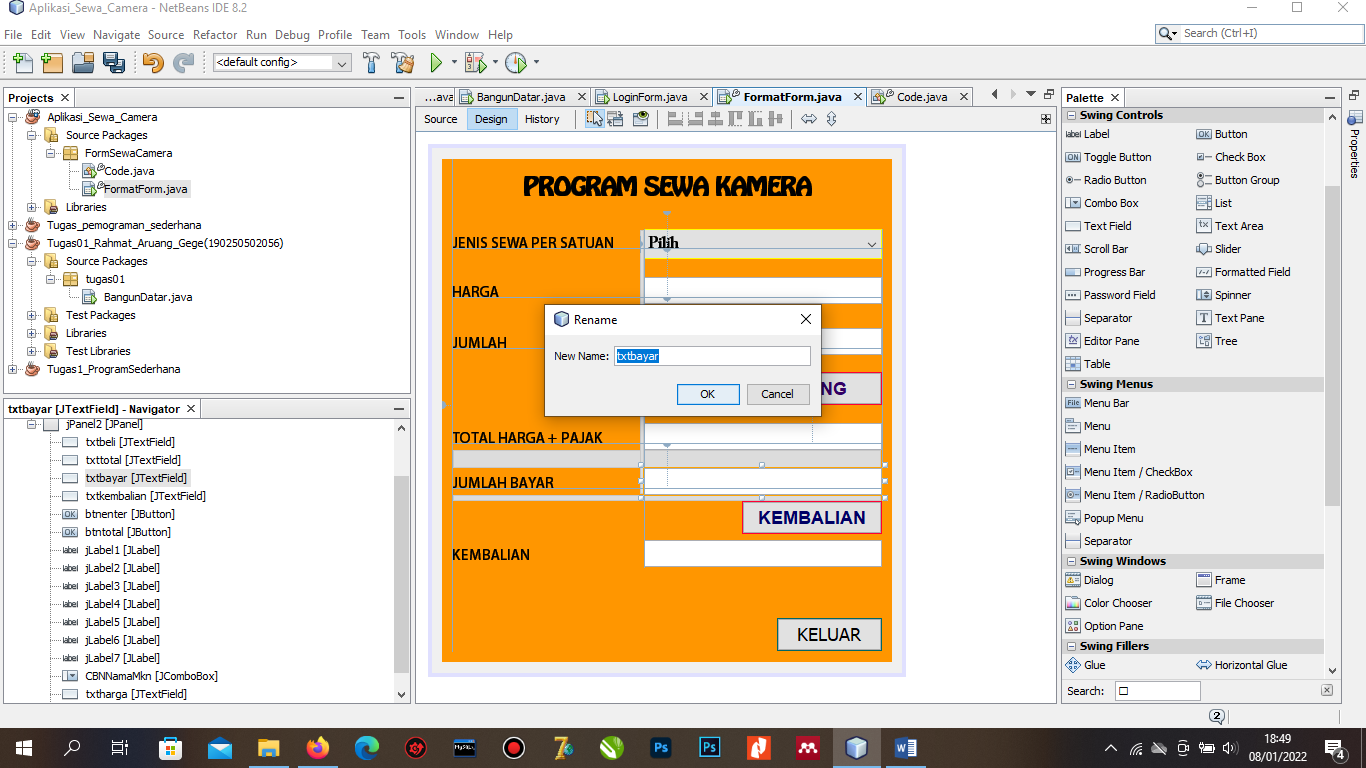 Aplikasi_Sewa_Camera - NetBeans IDE 8.2
File Edit View Navigate Source Refactor Run Debug Profile Team Tools Window Help
Search (Ctrl+I)
<default config>
Projects
Aplikasi_Sewa_Camera
Source Packages
FormSewaCamera
Code.java
FormatForm.java
Libraries
Tugas_pemograman_sederhana
Tugas01_Rahmat_Aruang_Gege(190250502056)
Source Packages
tugas01
BangunDatar.java
Test Packages
Libraries
Test Libraries
Tugas1_ProgramSederhana
txtbayar [JTextField] - Navigator
jPanel2 [JPanel]
txtbeli [JTextField]
txttotal [JTextField]
txtbayar [JTextField]
txtkembalian [JTextField]
btnenter [JButton]
btntotal [JButton]
jLabel1 [JLabel]
jLabel2 [JLabel]
jLabel3 [JLabel]
jLabel4 [JLabel]
jLabel5 [JLabel]
jLabel6 [JLabel]
jLabel7 [JLabel]
CBNNamaMkn [JComboBox]
txtharga [JTextField]
...ava BangunDatar.java LoginForm.java FormatForm.java Code.java
Source Design History
PROGRAM SEWA KAMERA
JENIS SEWA PER SATUAN Pilih
HARGA
JUMLAH
NG
TOTAL HARGA + PAJAK
JUMLAH BAYAR
KEMBALIAN
KEMBALIAN
KELUAR
Rename
New Name: txtbayar
OK Cancel
Palette
Swing Controls
Label Button
Toggle Button Check Box
Radio Button Button Group
Combo Box List
Text Field Text Area
Scroll Bar Slider
Progress Bar Formatted Field
Password Field Spinner
Separator Text Pane
Editor Pane Tree
Table
Swing Menus
Menu Bar
Menu
Menu Item
Menu Item / CheckBox
Menu Item / RadioButton
Popup Menu
Separator
Swing Windows
Dialog Frame
Color Chooser File Chooser
Option Pane
Swing Fillers
Glue Horizontal Glue
Search:
Properties
2
18:49
08/01/2022
4